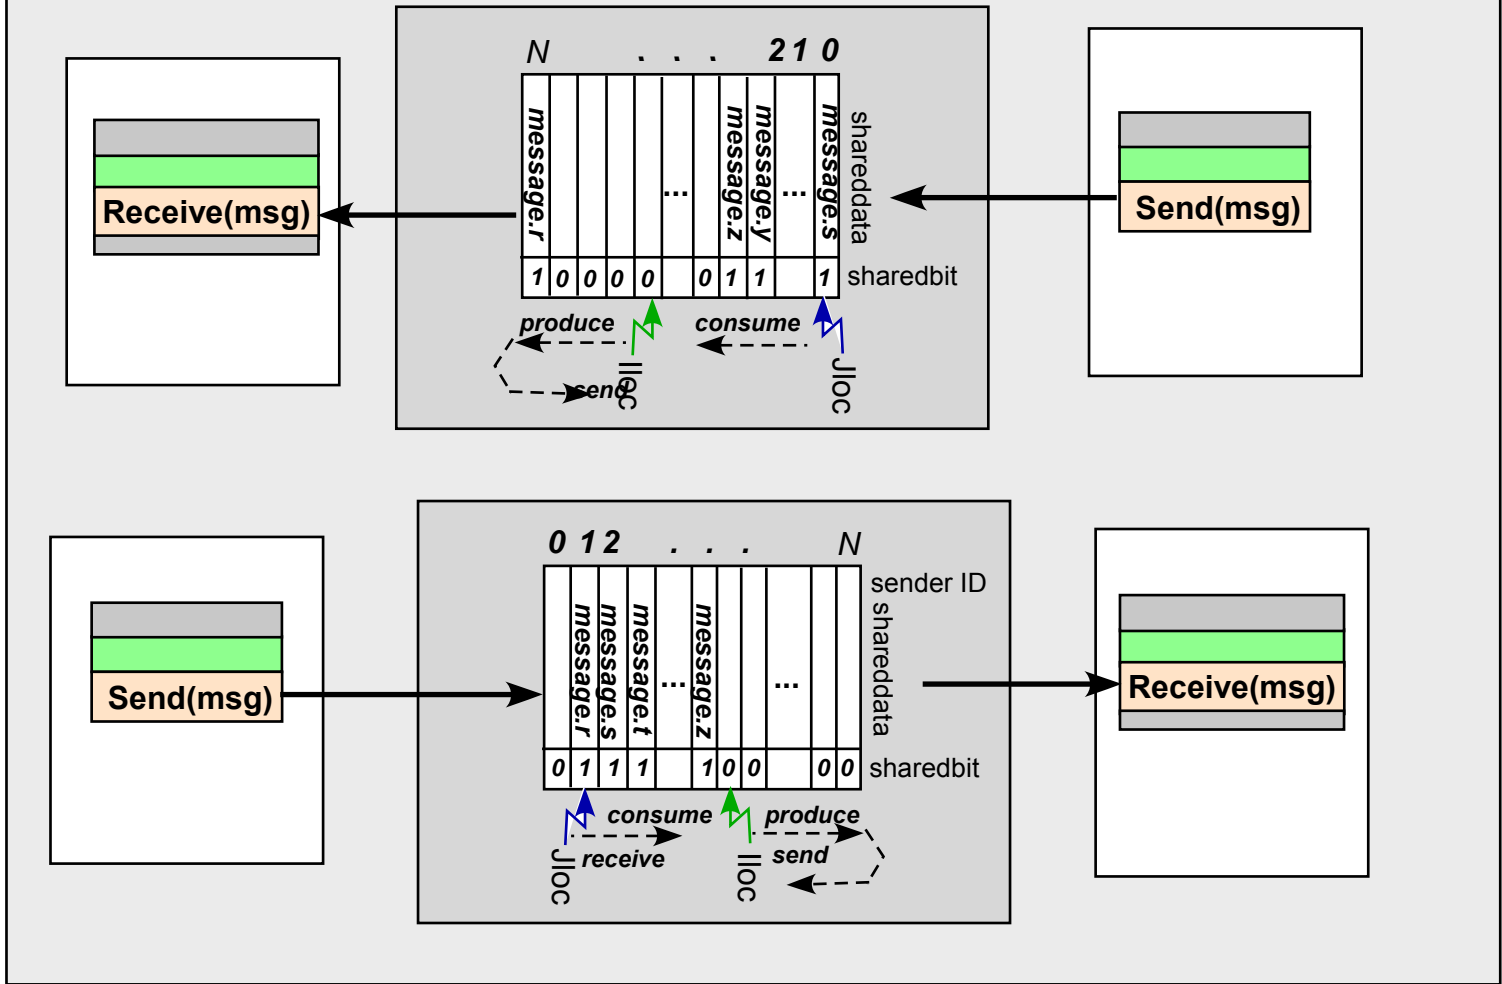 N . . . 2 1 0
message.r
message.z
message.y
message.s
... ...
shareddata
1 0 0 0 0 0 1 1 1 sharedbit
produce consume
send
Iloc
Jloc
Receive(msg)
Send(msg)
0 1 2 . . . N
sender ID
message.r
message.s
message.t
message.z
... ...
shareddata
0 1 1 1 1 0 0 0 0 sharedbit
consume produce
receive send
Jloc
Iloc
Send(msg)
Receive(msg)